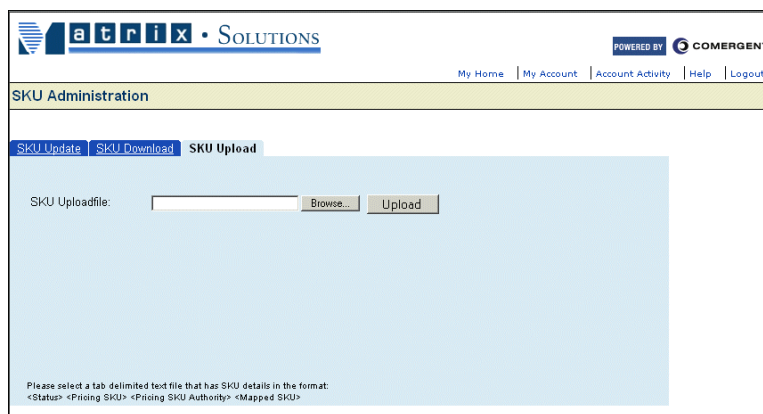 atrix • SOLUTIONS
POWERED BY COMERGENT
My Home My Account Account Activity Help Logout
SKU Administration
SKU Update SKU Download SKU Upload
SKU Uploadfile: Browse... Upload
Please select a tab delimited text file that has SKU details in the format:
<Status> <Pricing SKU> <Pricing SKU Authority> <Mapped SKU>